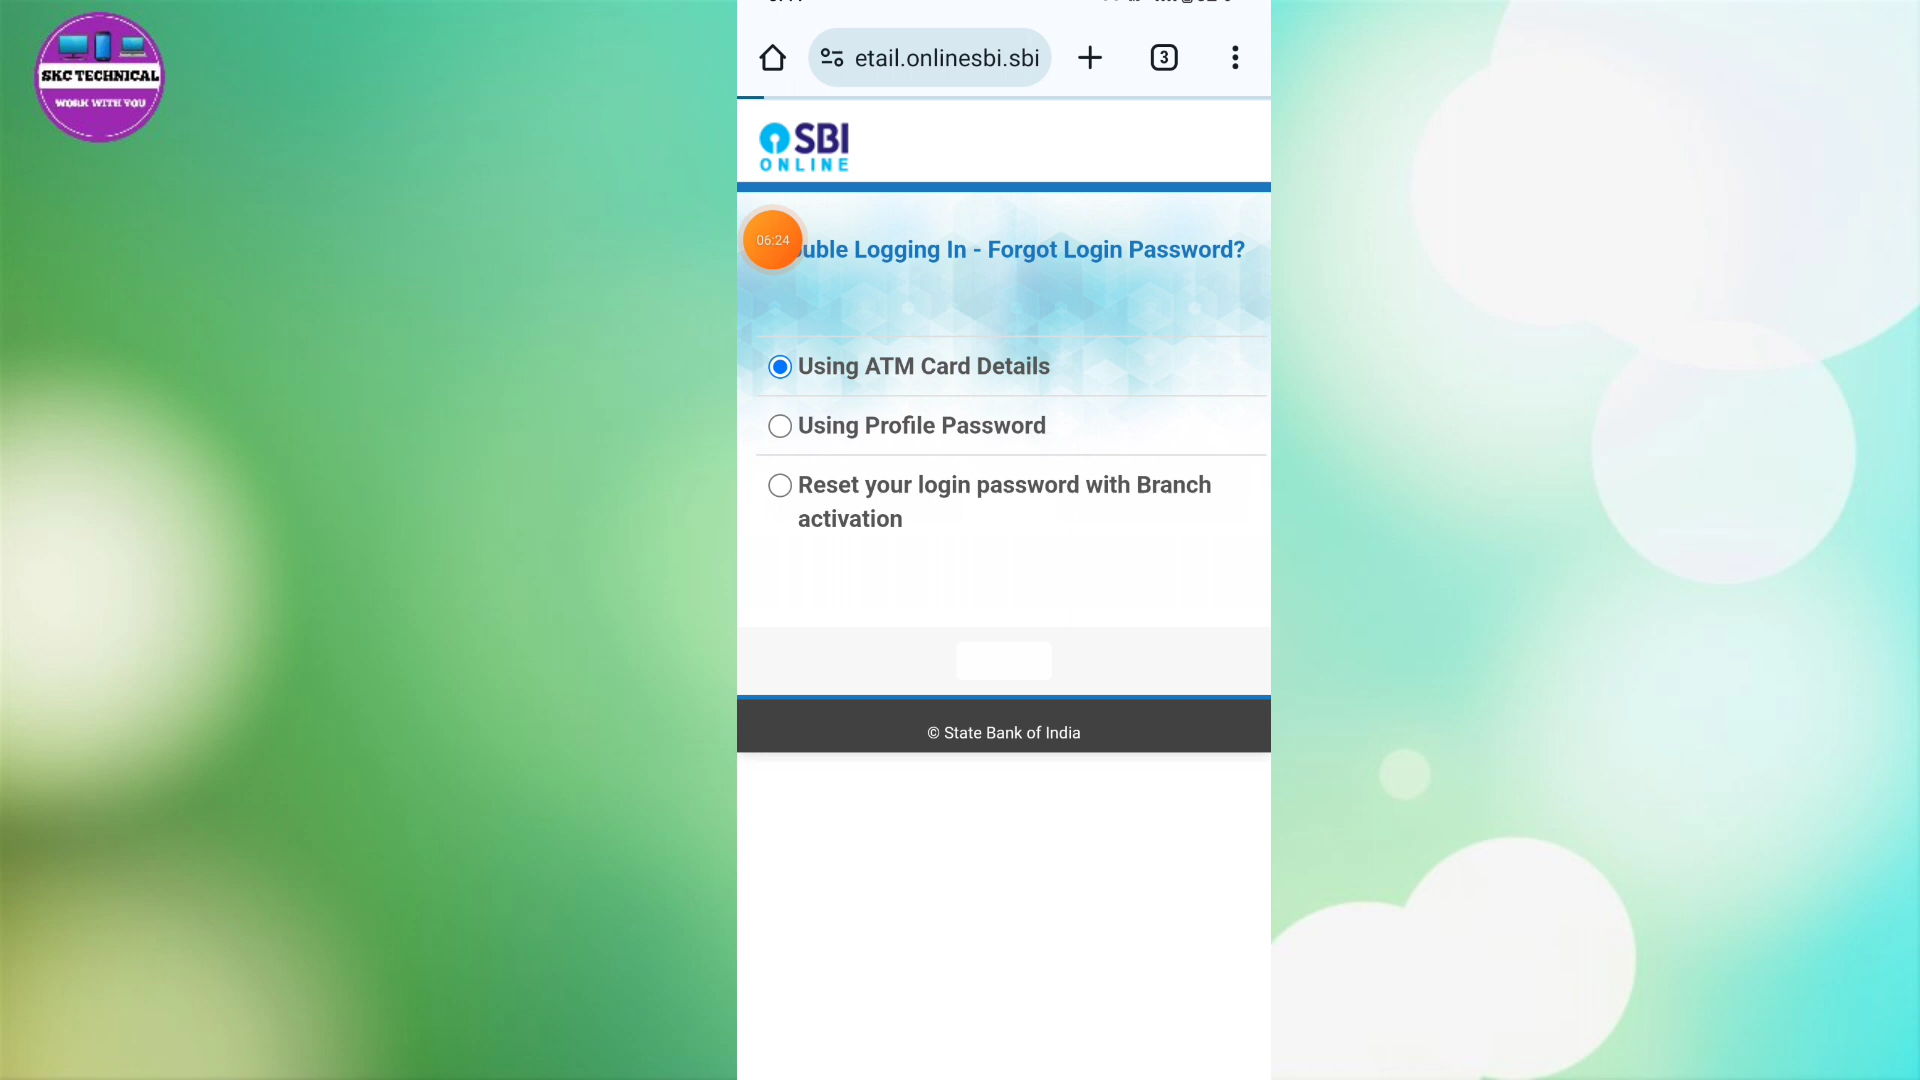 SKC TECHNICAL
WORK WITH YOU
etail.onlinesbi.sbi
3
SBI
ONLINE
06:24
uble Logging In - Forgot Login Password?
Using ATM Card Details
Using Profile Password
Reset your login password with Branch
activation
© State Bank of India